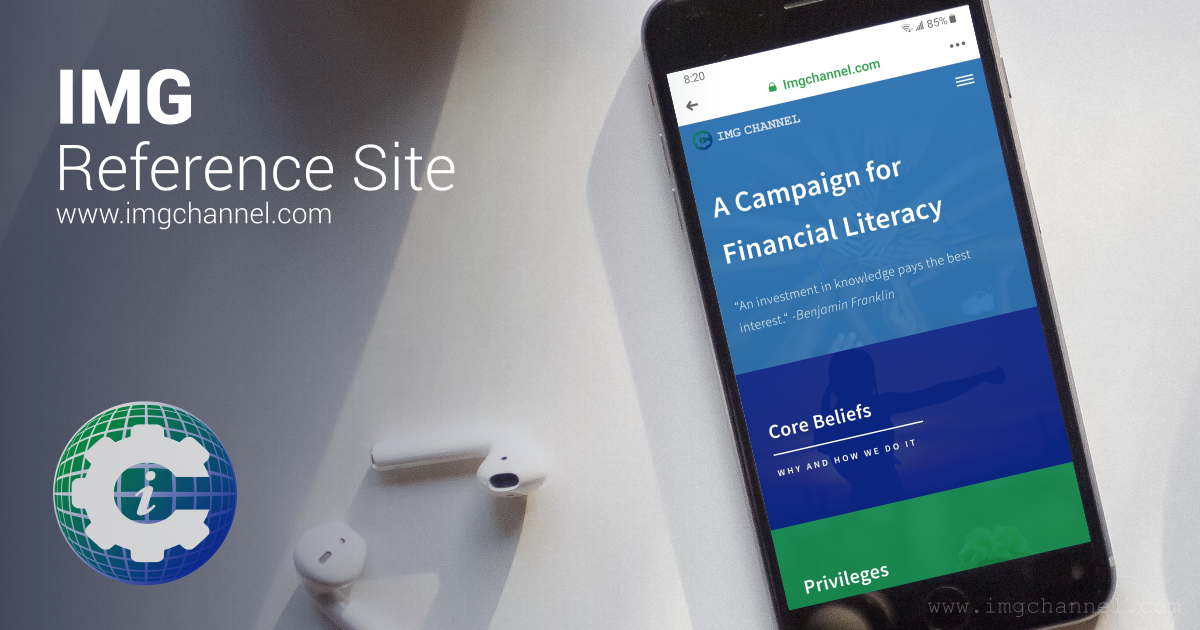 IMG
Reference Site
www.imgchannel.com
8:20
85%
Imgchannel.com
IMG CHANNEL
A Campaign for
Financial Literacy
“An investment in knowledge pays the best
interest.“ -Benjamin Franklin
Core Beliefs
WHY AND HOW WE DO IT
Privileges
i
www.imgchannel.com